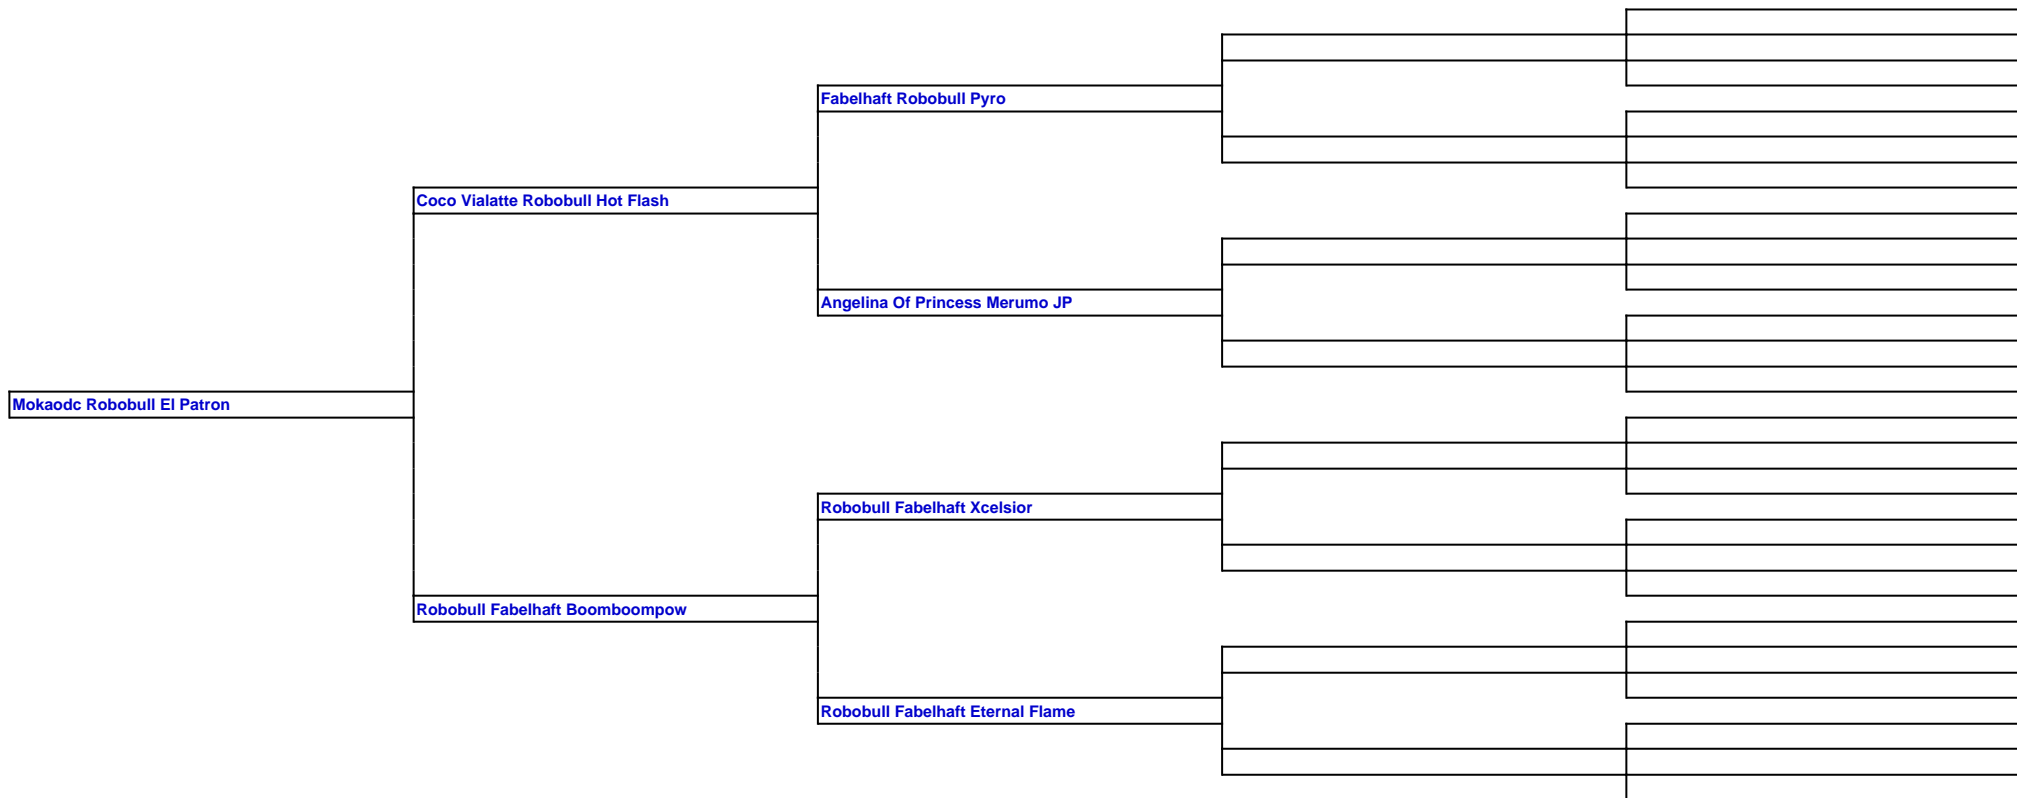 Fabelhaft Robobull Pyro
Coco Vialatte Robobull Hot Flash
Angelina Of Princess Merumo JP
Mokaodc Robobull El Patron
Robobull Fabelhaft Xcelsior
Robobull Fabelhaft Boomboompow
Robobull Fabelhaft Eternal Flame